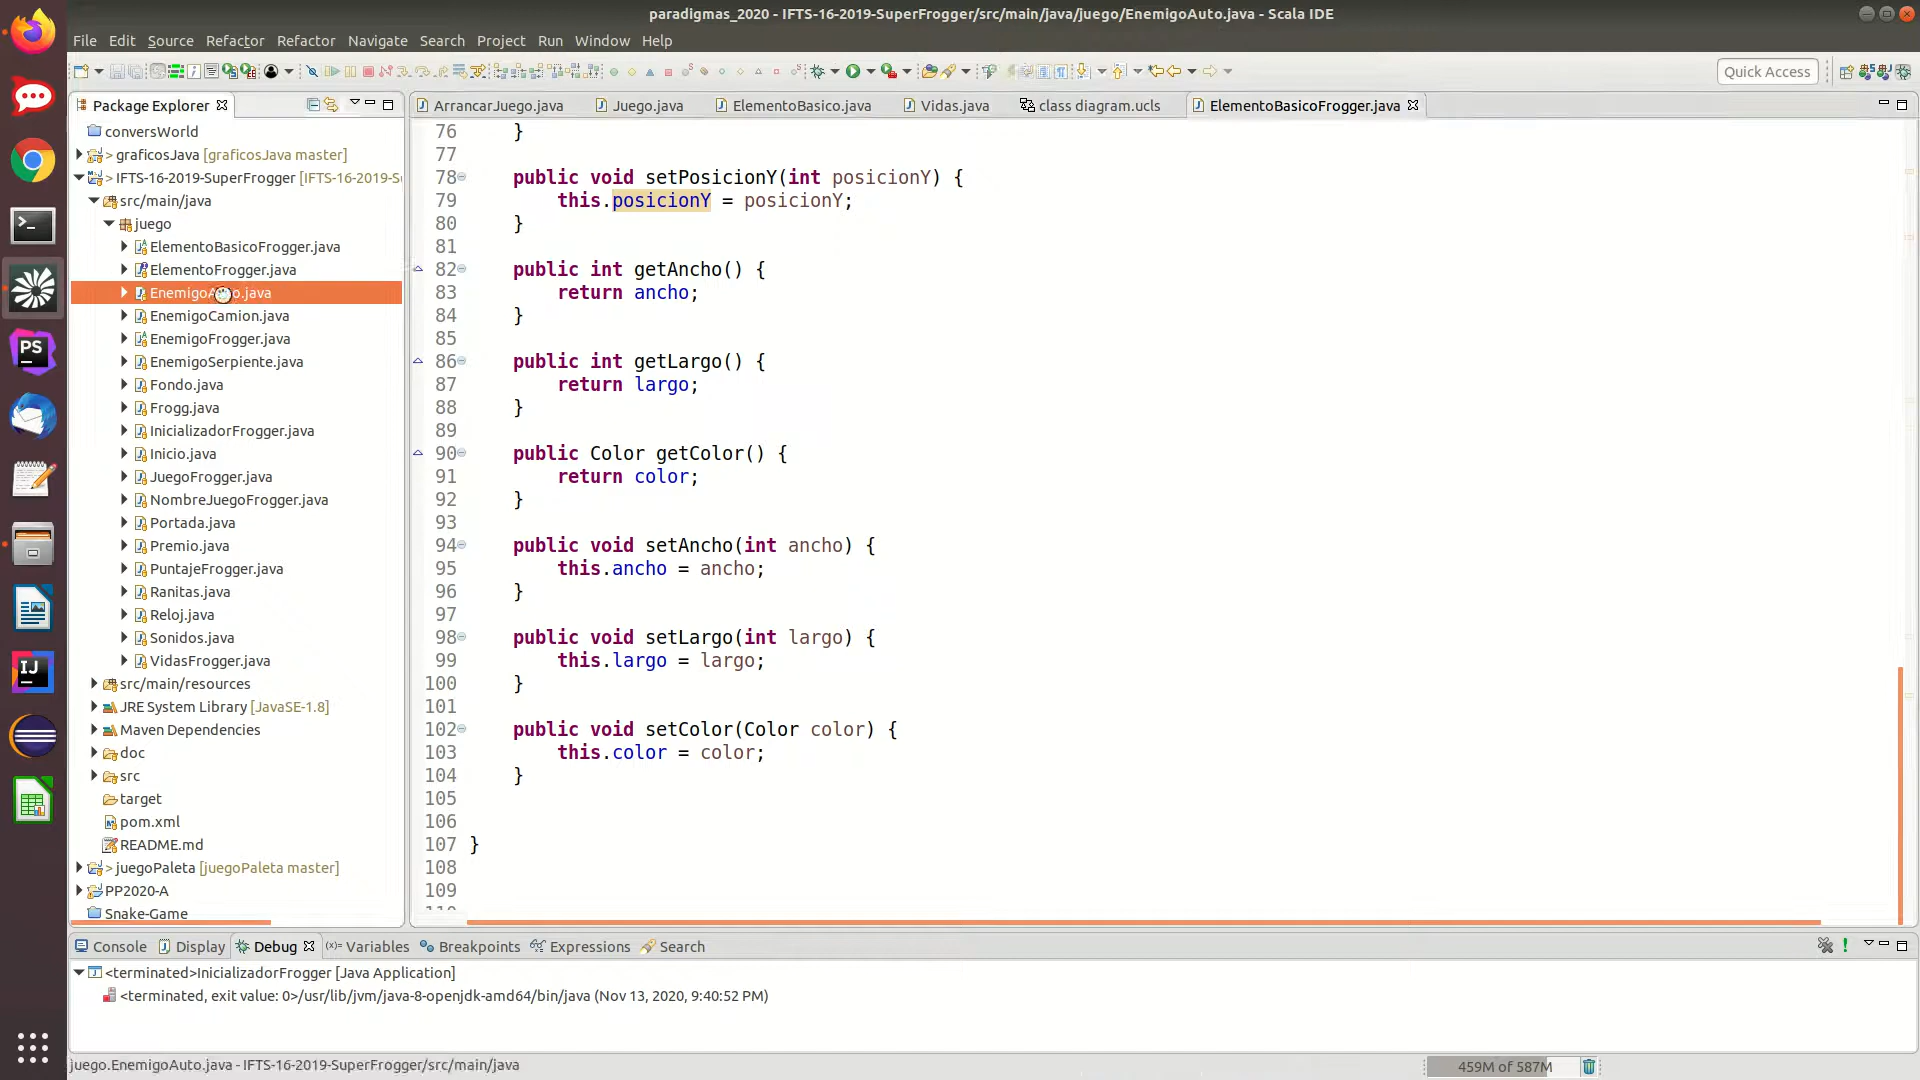 paradigmas_2020 - IFTS-16-2019-SuperFrogger/src/main/java/juego/EnemigoAuto.java - Scala IDE
File Edit Source Refactor Refactor Navigate Search Project Run Window Help
Quick Access
Package Explorer
ArrancarJuego.java Juego.java ElementoBasico.java Vidas.java class diagram.ucls ElementoBasicoFrogger.java
conversWorld
> graficosJava [graficosJava master]
> IFTS-16-2019-SuperFrogger [IFTS-16-2019-S
src/main/java
juego
ElementoBasicoFrogger.java
ElementoFrogger.java
EnemigoAuto.java
EnemigoCamion.java
EnemigoFrogger.java
EnemigoSerpiente.java
Fondo.java
Frogg.java
InicializadorFrogger.java
Inicio.java
JuegoFrogger.java
NombreJuegoFrogger.java
Portada.java
Premio.java
PuntajeFrogger.java
Ranitas.java
Reloj.java
Sonidos.java
VidasFrogger.java
src/main/resources
JRE System Library [JavaSE-1.8]
Maven Dependencies
doc
src
target
pom.xml
README.md
> juegoPaleta [juegoPaleta master]
PP2020-A
Snake-Game
76 }
77
78 public void setPosicionY(int posicionY) {
79 this.posicionY = posicionY;
80 }
81
82 public int getAncho() {
83 return ancho;
84 }
85
86 public int getLargo() {
87 return largo;
88 }
89
90 public Color getColor() {
91 return color;
92 }
93
94 public void setAncho(int ancho) {
95 this.ancho = ancho;
96 }
97
98 public void setLargo(int largo) {
99 this.largo = largo;
100 }
101
102 public void setColor(Color color) {
103 this.color = color;
104 }
105
106
107 }
108
109
Console Display Debug Variables Breakpoints Expressions Search
<terminated>InicializadorFrogger [Java Application]
<terminated, exit value: 0>/usr/lib/jvm/java-8-openjdk-amd64/bin/java (Nov 13, 2020, 9:40:52 PM)
juego.EnemigoAuto.java - IFTS-16-2019-SuperFrogger/src/main/java
459M of 587M
PS
IJ